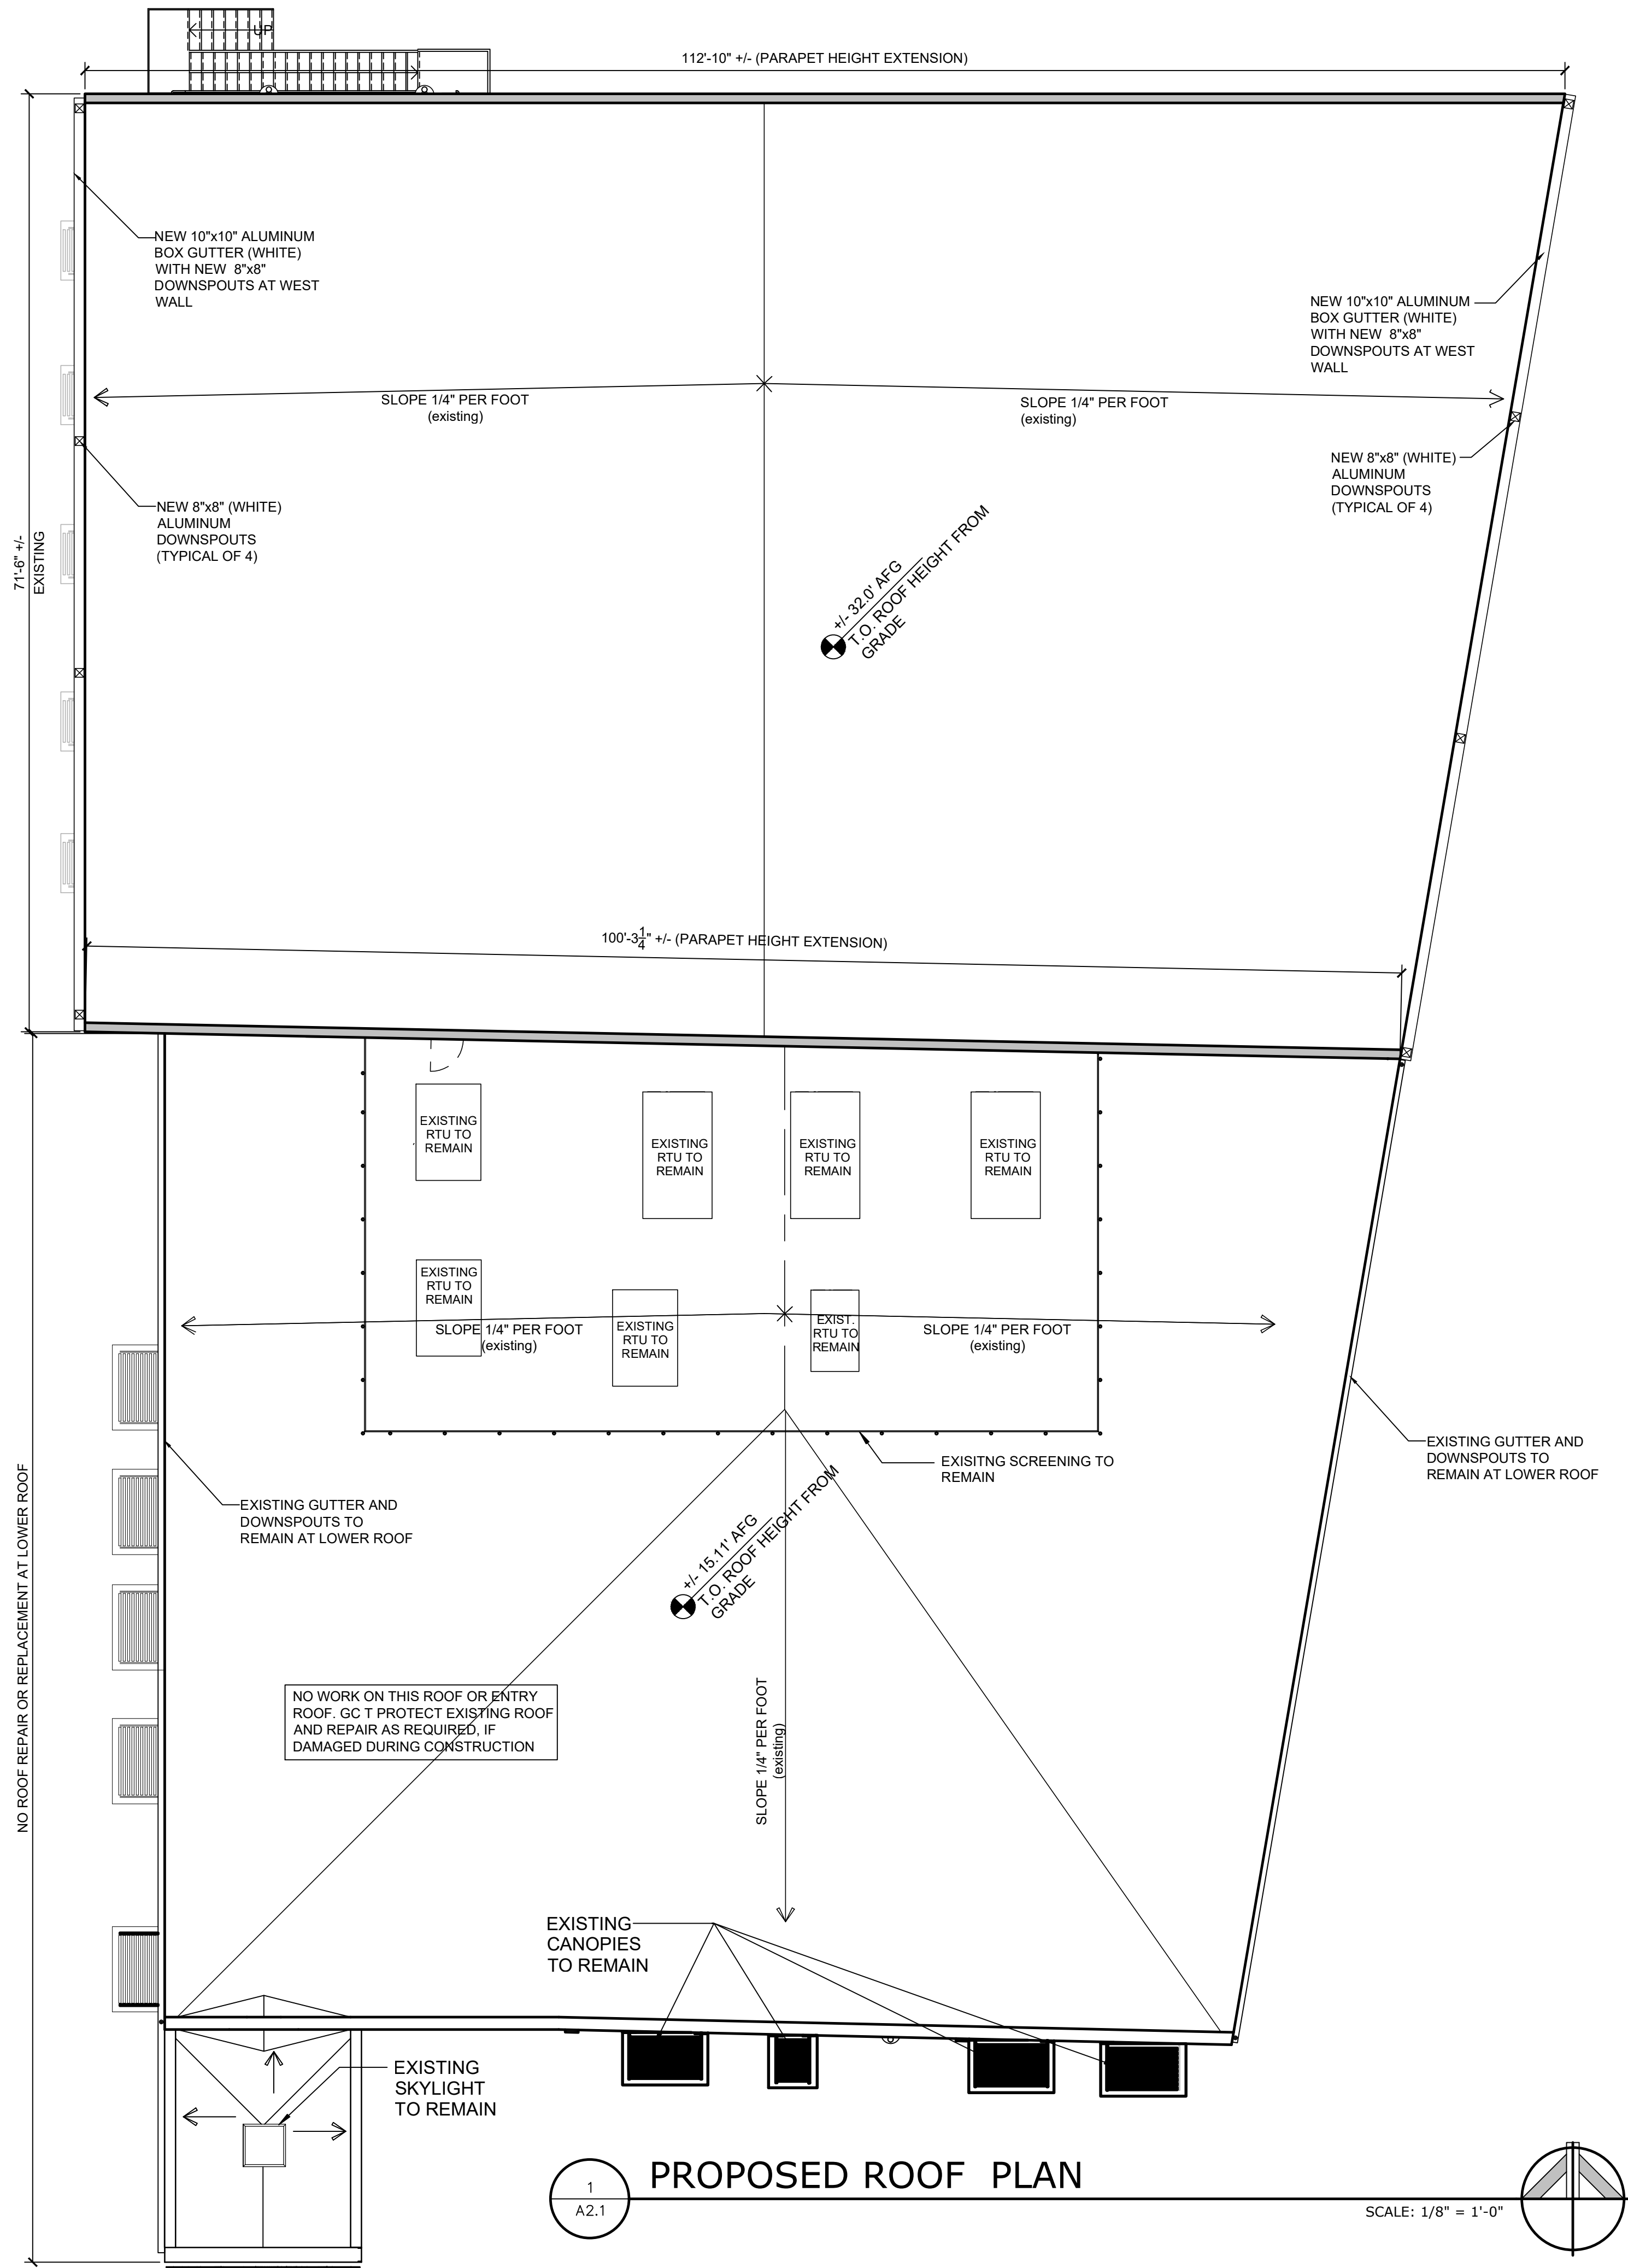 UP
112'-10" +/- (PARAPET HEIGHT EXTENSION)
NEW 10"x10" ALUMINUM
BOX GUTTER (WHITE)
WITH NEW 8"x8"
DOWNSPOUTS AT WEST
WALL
NEW 10"x10" ALUMINUM
BOX GUTTER (WHITE)
WITH NEW 8"x8"
DOWNSPOUTS AT WEST
WALL
SLOPE 1/4" PER FOOT
(existing)
SLOPE 1/4" PER FOOT
(existing)
NEW 8"x8" (WHITE)
ALUMINUM
DOWNSPOUTS
(TYPICAL OF 4)
NEW 8"x8" (WHITE)
ALUMINUM
DOWNSPOUTS
(TYPICAL OF 4)
71'-6" +/-
EXISTING
+/- 32.0' AFG
T.O. ROOF HEIGHT FROM
GRADE
100'-3 1/4" +/- (PARAPET HEIGHT EXTENSION)
EXISTING
RTU TO
REMAIN
EXISTING
RTU TO
REMAIN
EXISTING
RTU TO
REMAIN
EXISTING
RTU TO
REMAIN
EXISTING
RTU TO
REMAIN
EXISTING
RTU TO
REMAIN
EXIST.
RTU TO
REMAIN
SLOPE 1/4" PER FOOT
(existing)
SLOPE 1/4" PER FOOT
(existing)
EXISITNG SCREENING TO
REMAIN
EXISTING GUTTER AND
DOWNSPOUTS TO
REMAIN AT LOWER ROOF
EXISTING GUTTER AND
DOWNSPOUTS TO
REMAIN AT LOWER ROOF
+/- 15.11' AFG
T.O. ROOF HEIGHT FROM
GRADE
NO ROOF REPAIR OR REPLACEMENT AT LOWER ROOF
NO WORK ON THIS ROOF OR ENTRY
ROOF. GC T PROTECT EXISTING ROOF
AND REPAIR AS REQUIRED, IF
DAMAGED DURING CONSTRUCTION
SLOPE 1/4" PER FOOT
(existing)
EXISTING
CANOPIES
TO REMAIN
EXISTING
SKYLIGHT
TO REMAIN
1
A2.1
PROPOSED ROOF PLAN
SCALE: 1/8" = 1'-0"